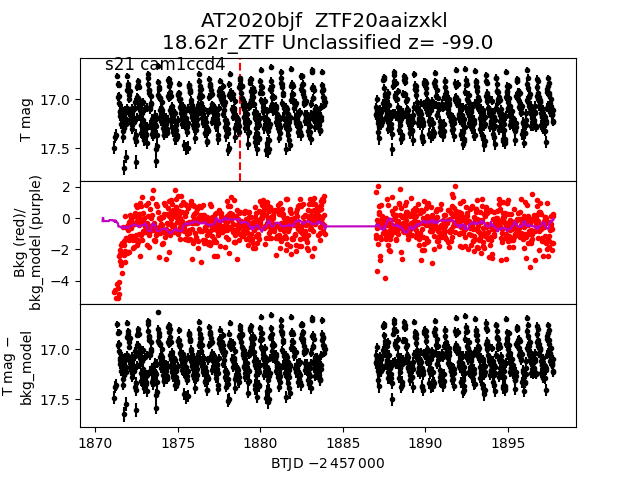 AT2020bjf  ZTF20aaizxkl
18.62r_ZTF Unclassified z= -99.0
s21 cam1ccd4
T mag
17.0
17.5
Bkg (red)/
bkg_model (purple)
2
0
−2
−4
T mag −
bkg_model
17.0
17.5
1870
1875
1880
1885
1890
1895
BTJD −2 457 000